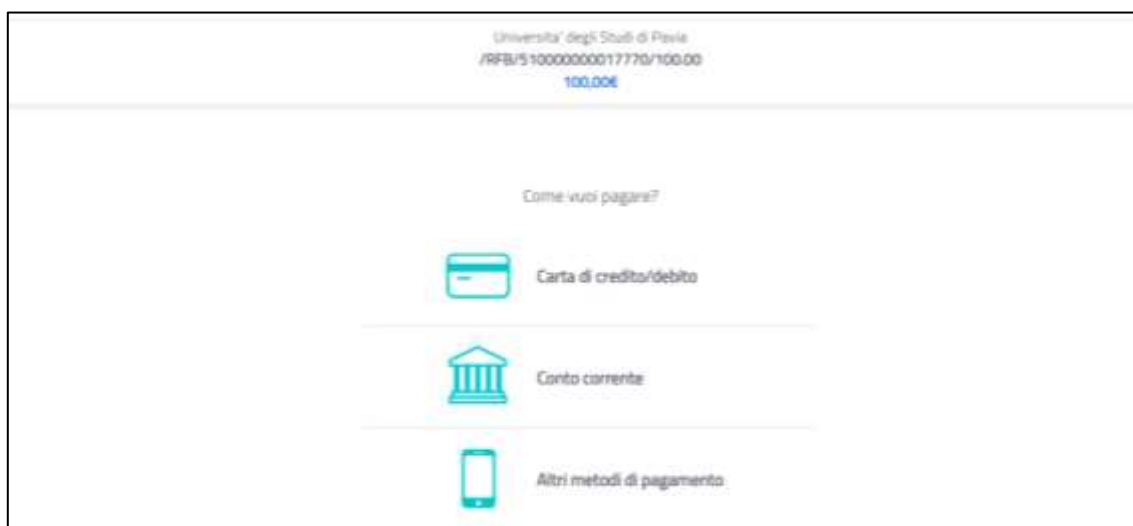 Universita' degli Studi di Pavia
/RFB/510000000017770/100.00
100,00€
Come vuoi pagare?
Carta di credito/debito
Conto corrente
Altri metodi di pagamento